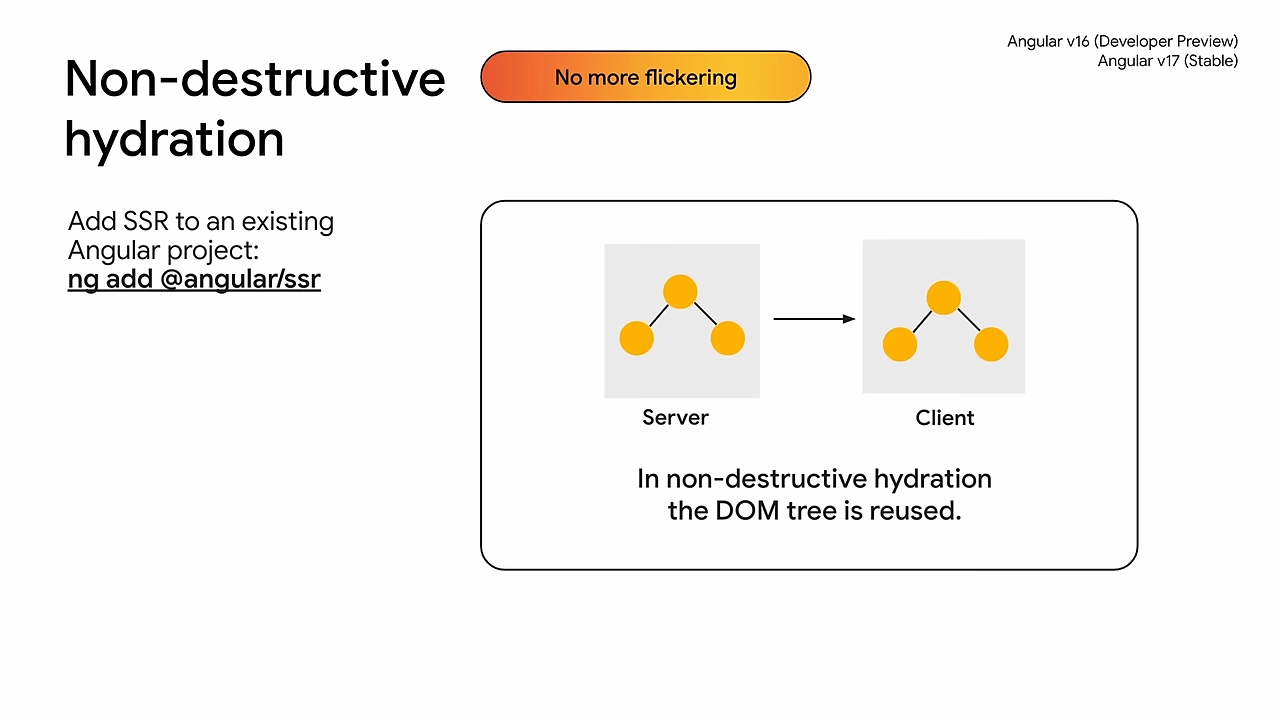 Non-destructive
hydration
No more flickering
Angular v16 (Developer Preview)
Angular v17 (Stable)
Add SSR to an existing
Angular project:
ng add @angular/ssr
Server
Client
In non-destructive hydration
the DOM tree is reused.